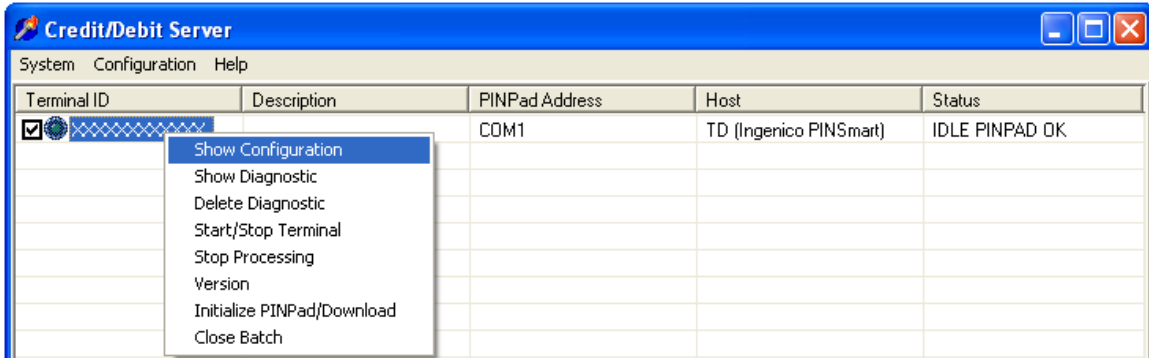 Credit/Debit Server
System Configuration Help
Terminal ID Description PINPad Address Host Status
XXXXXXXXXXX COM1 TD (Ingenico PINSmart) IDLE PINPAD OK
Show Configuration
Show Diagnostic
Delete Diagnostic
Start/Stop Terminal
Stop Processing
Version
Initialize PINPad/Download
Close Batch